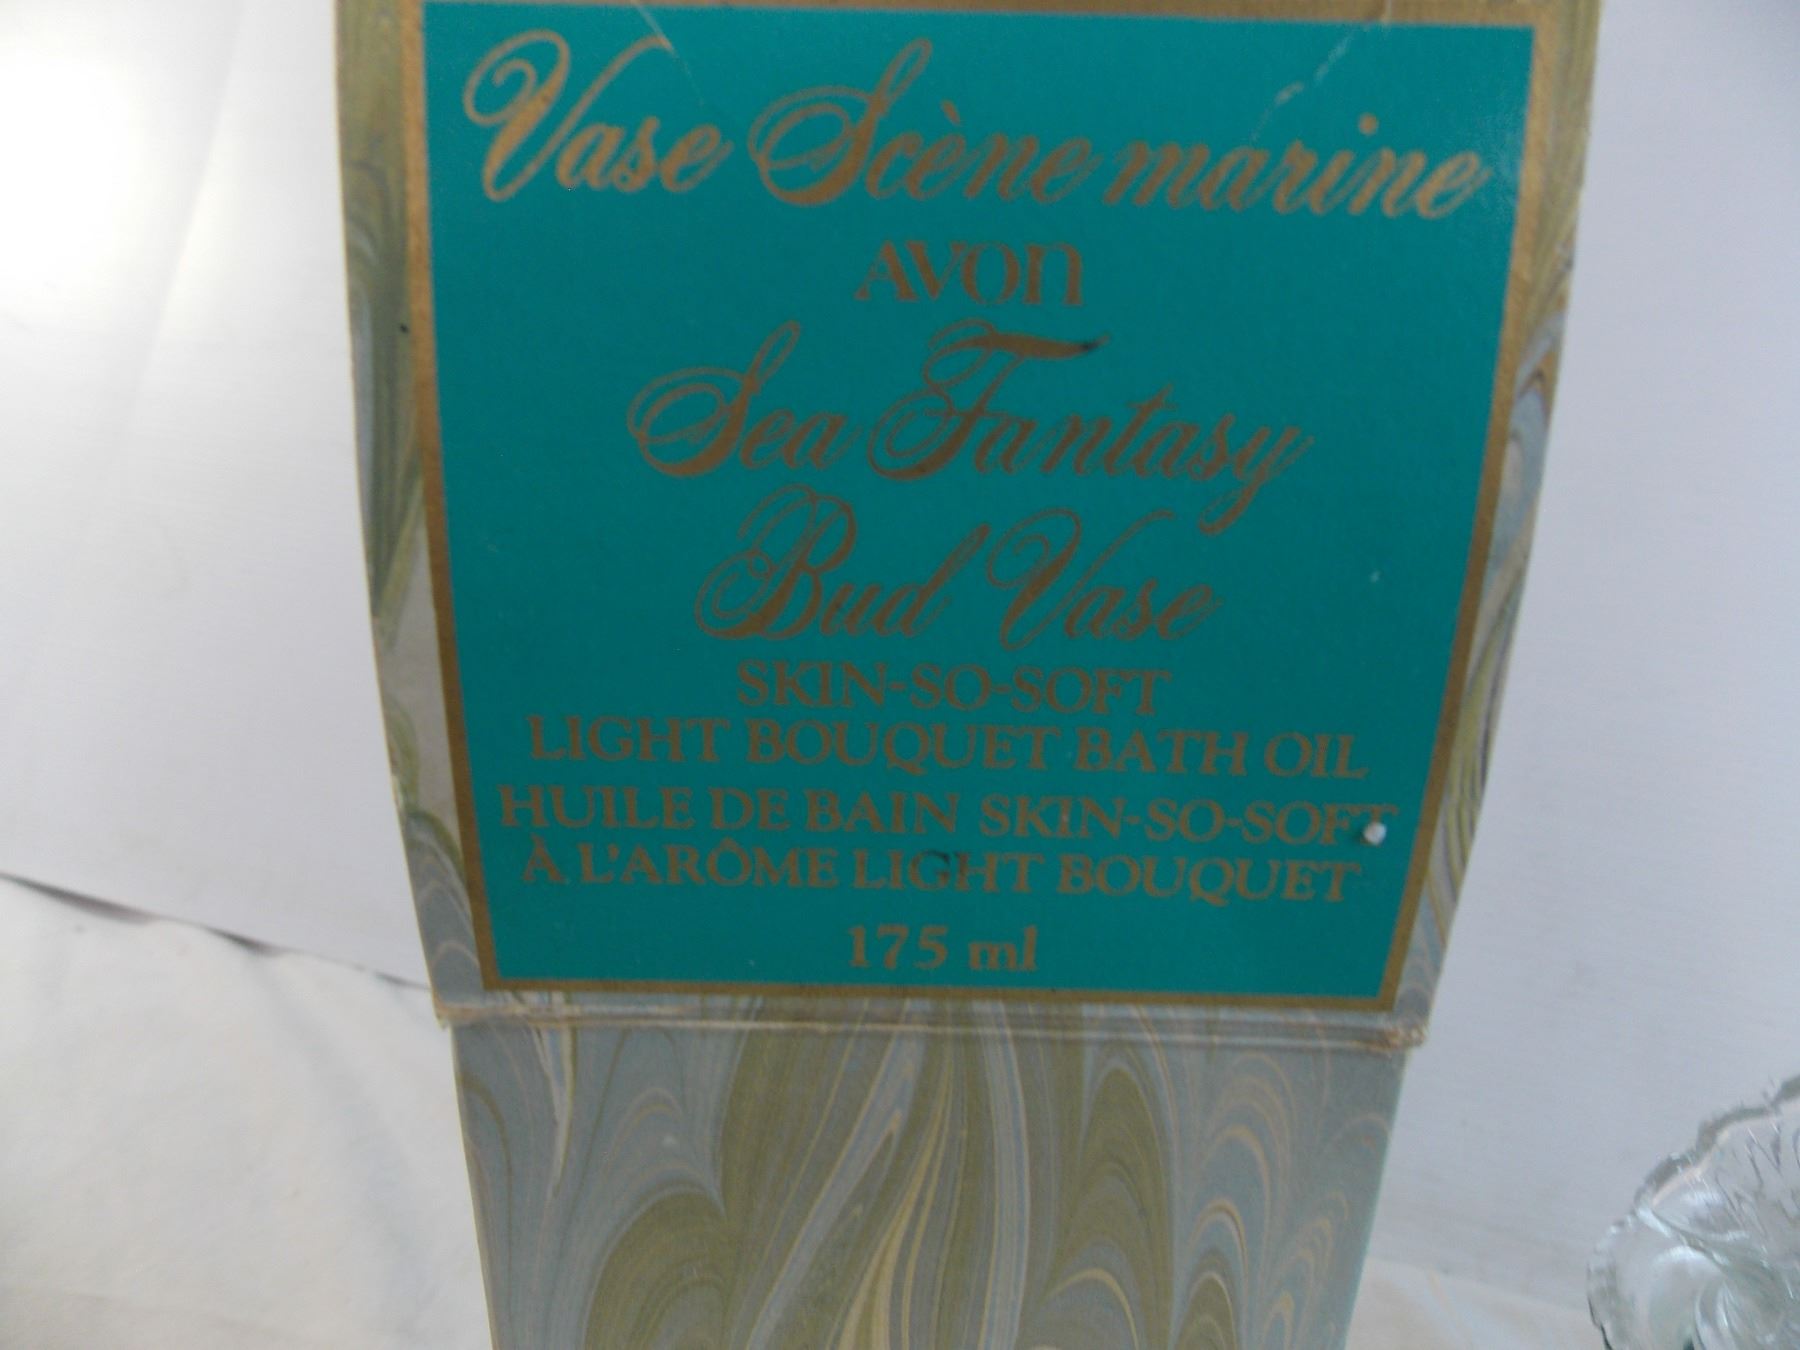 Vase Scène marine
AVON
Sea Fantasy
Bud Vase
SKIN-SO-SOFT
LIGHT BOUQUET BATH OIL
HUILE DE BAIN SKIN-SO-SOFT
À L'ARÔME LIGHT BOUQUET
175 ml